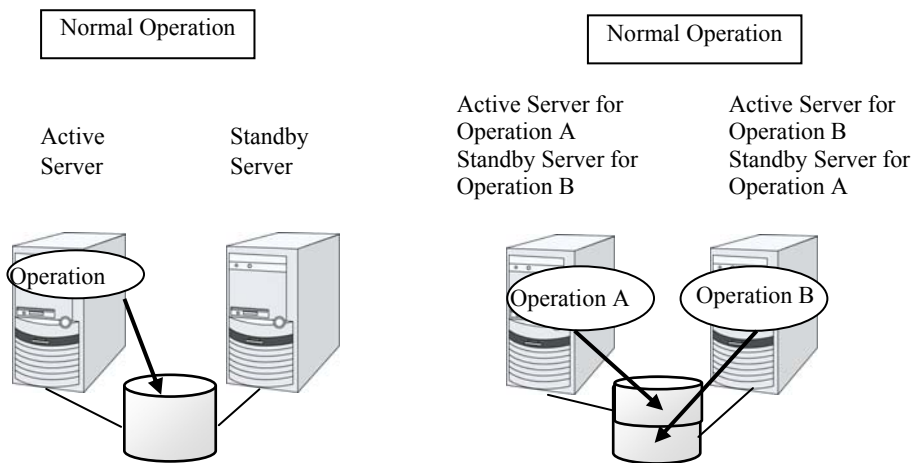 Normal Operation
Active
Server
Standby
Server
Operation
Normal Operation
Active Server for
Operation A
Standby Server for
Operation B
Active Server for
Operation B
Standby Server for
Operation A
Operation A
Operation B